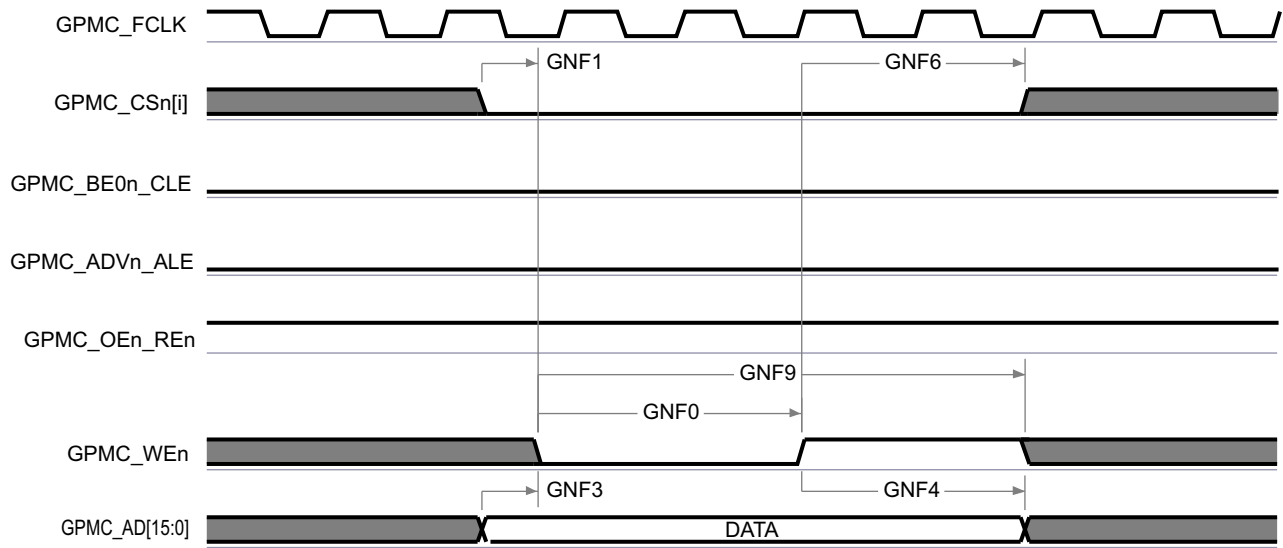 GPMC_FCLK
GNF1
GNF6
GPMC_CSn[i]
GPMC_BE0n_CLE
GPMC_ADVn_ALE
GPMC_OEn_REn
GNF9
GNF0
GPMC_WEn
GNF3
GNF4
GPMC_AD[15:0]
DATA